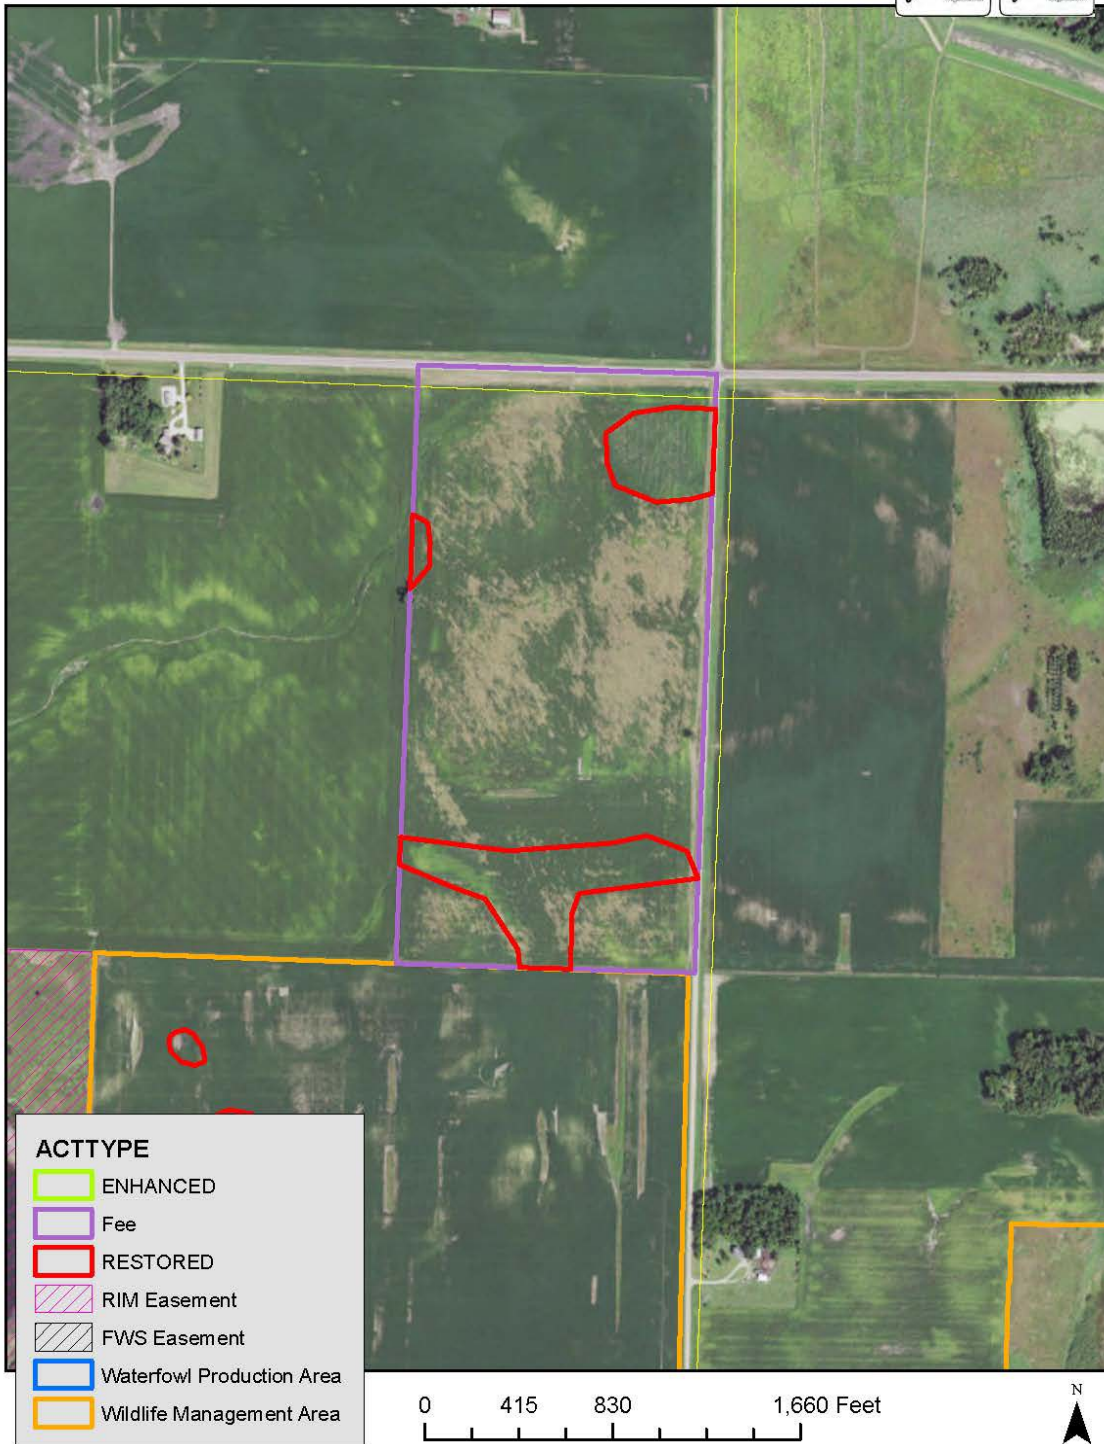 ACTTYPE
ENHANCED
Fee
RESTORED
RIM Easement
FWS Easement
Waterfowl Production Area
Wildlife Management Area
0 415 830 1,660 Feet
N